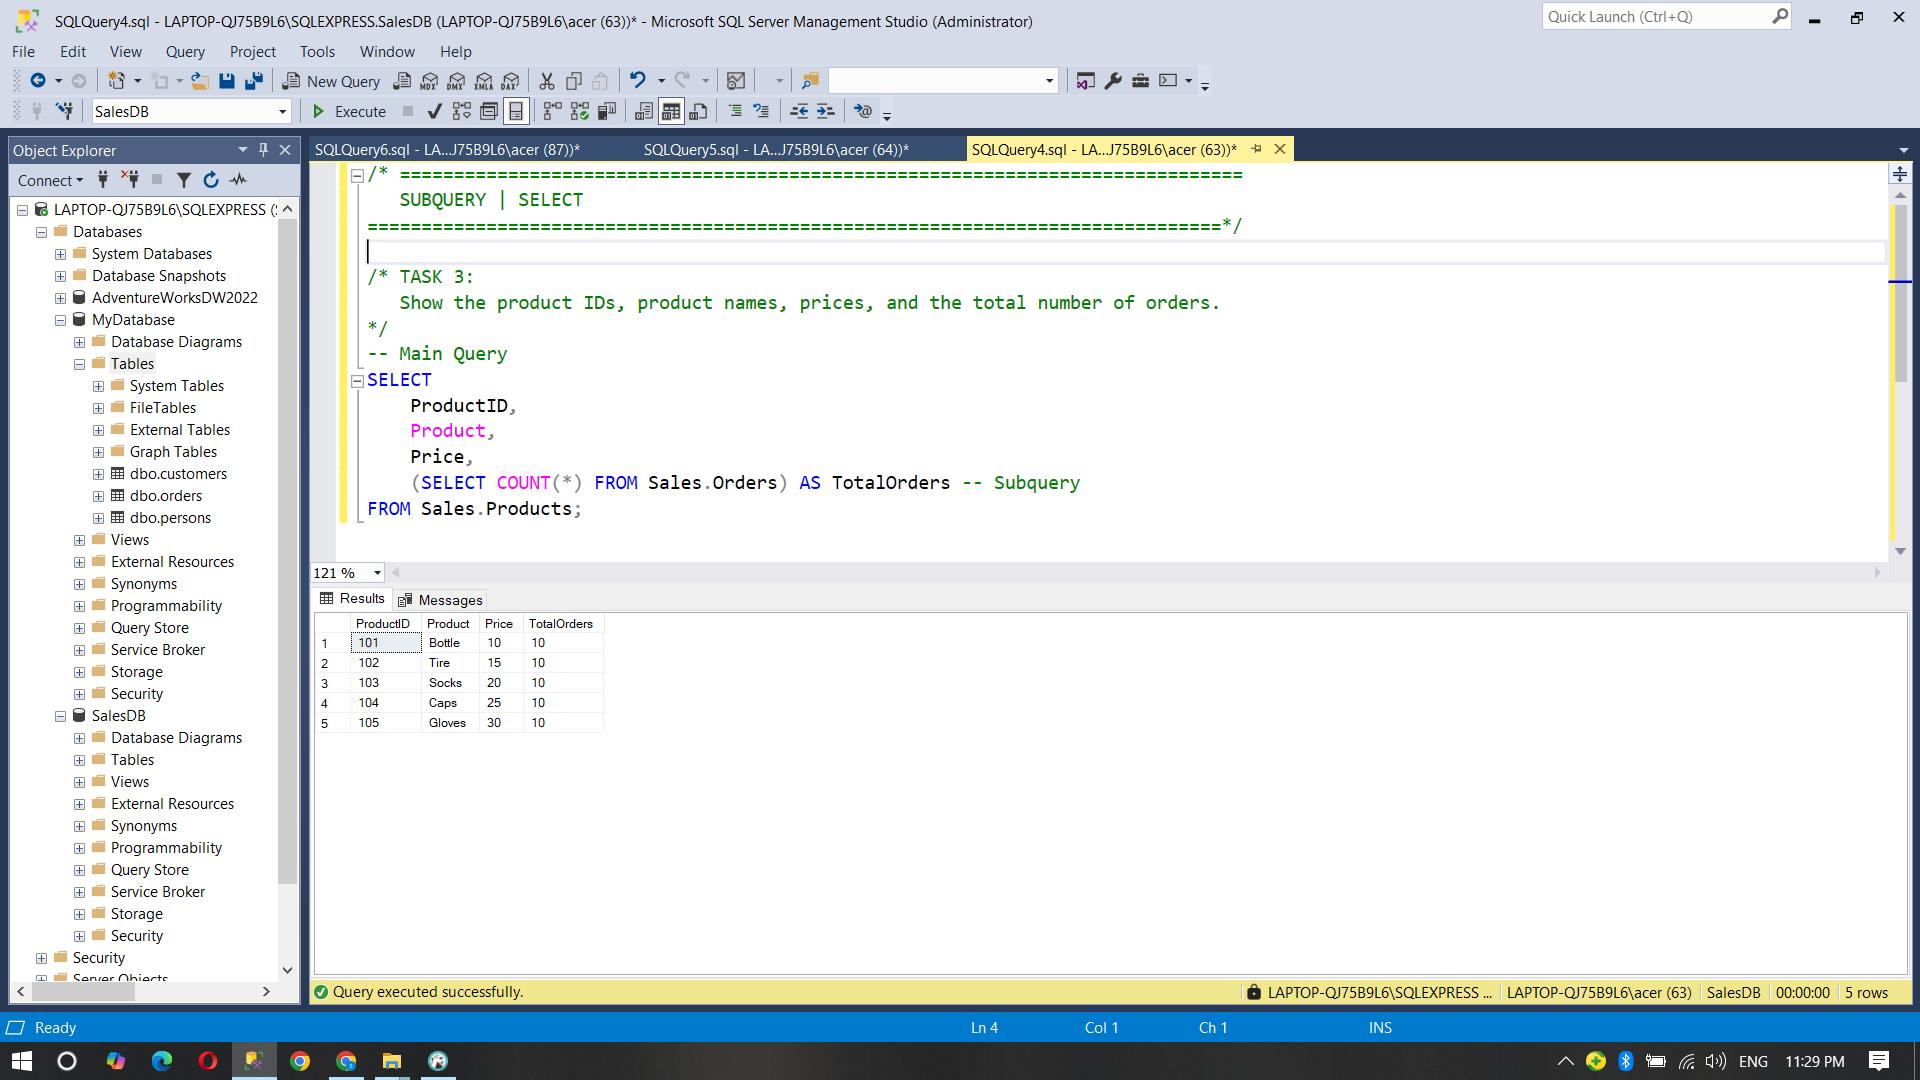 SQLQuery4.sql - LAPTOP-QJ75B9L6\SQLEXPRESS.SalesDB (LAPTOP-QJ75B9L6\acer (63))* - Microsoft SQL Server Management Studio (Administrator)
Quick Launch (Ctrl+Q)
File Edit View Query Project Tools Window Help
New Query MDX DMX XMLA DAX
SalesDB Execute
Object Explorer
SQLQuery6.sql - LA...J75B9L6\acer (87))*
SQLQuery5.sql - LA...J75B9L6\acer (64))*
SQLQuery4.sql - LA...J75B9L6\acer (63))*
Connect
LAPTOP-QJ75B9L6\SQLEXPRESS (S
Databases
System Databases
Database Snapshots
AdventureWorksDW2022
MyDatabase
Database Diagrams
Tables
System Tables
FileTables
External Tables
Graph Tables
dbo.customers
dbo.orders
dbo.persons
Views
External Resources
Synonyms
Programmability
Query Store
Service Broker
Storage
Security
SalesDB
Database Diagrams
Tables
Views
External Resources
Synonyms
Programmability
Query Store
Service Broker
Storage
Security
Security
Server Objects
/* ==============================================================================
SUBQUERY | SELECT
===============================================================================*/
/* TASK 3:
Show the product IDs, product names, prices, and the total number of orders.
*/
-- Main Query
SELECT
ProductID,
Product,
Price,
(SELECT COUNT(*) FROM Sales.Orders) AS TotalOrders -- Subquery
FROM Sales.Products;
121 %
Results Messages
ProductID Product Price TotalOrders
1 101 Bottle 10 10
2 102 Tire 15 10
3 103 Socks 20 10
4 104 Caps 25 10
5 105 Gloves 30 10
Query executed successfully.
LAPTOP-QJ75B9L6\SQLEXPRESS ... LAPTOP-QJ75B9L6\acer (63) SalesDB 00:00:00 5 rows
Ready Ln 4 Col 1 Ch 1 INS
ENG 11:29 PM